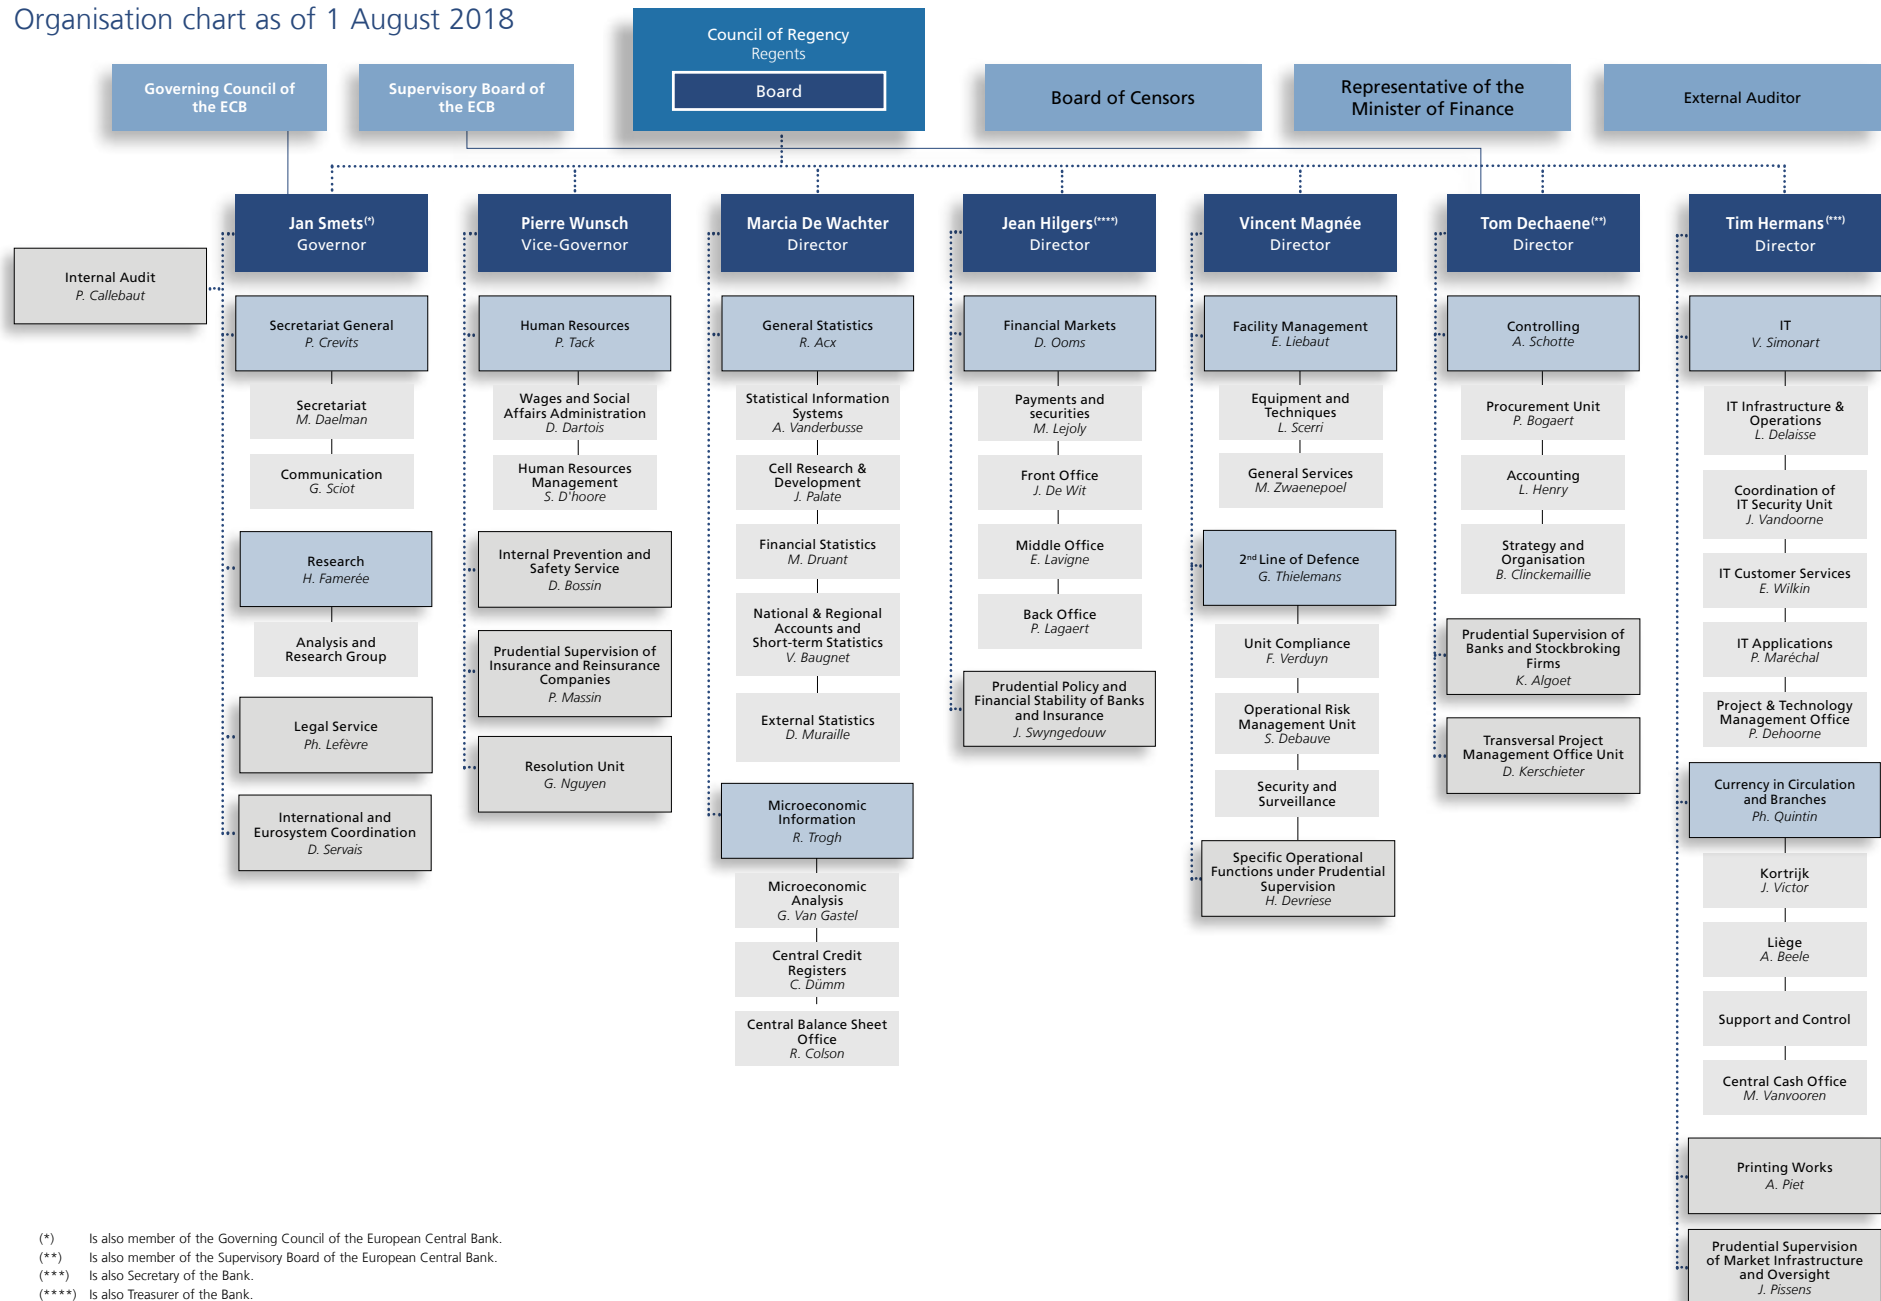 Organisation chart as of 1 August 2018
Council of Regency
Regents
Board
Governing Council of
the ECB
Supervisory Board of
the ECB
Board of Censors
Representative of the
Minister of Finance
External Auditor
Jan Smets(*)
Governor
Internal Audit
P. Callebaut
Secretariat General
P. Crevits
Secretariat
M. Daelman
Communication
G. Sciot
Research
H. Famerée
Analysis and
Research Group
Legal Service
Ph. Lefèvre
International and
Eurosystem Coordination
D. Servais
Pierre Wunsch
Vice-Governor
Human Resources
P. Tack
Wages and Social
Affairs Administration
D. Dartois
Human Resources
Management
S. D'hoore
Internal Prevention and
Safety Service
D. Bossin
Prudential Supervision of
Insurance and Reinsurance
Companies
P. Massin
Resolution Unit
G. Nguyen
Marcia De Wachter
Director
General Statistics
R. Acx
Statistical Information
Systems
A. Vanderbusse
Cell Research &
Development
J. Palate
Financial Statistics
M. Druant
National & Regional
Accounts and
Short-term Statistics
V. Baugnet
External Statistics
D. Muraille
Microeconomic
Information
R. Trogh
Microeconomic
Analysis
G. Van Gastel
Central Credit
Registers
C. Dümm
Central Balance Sheet
Office
R. Colson
Jean Hilgers(****)
Director
Financial Markets
D. Ooms
Payments and
securities
M. Lejoly
Front Office
J. De Wit
Middle Office
E. Lavigne
Back Office
P. Lagaert
Prudential Policy and
Financial Stability of Banks
and Insurance
J. Swyngedouw
Vincent Magnée
Director
Facility Management
E. Liebaut
Equipment and
Techniques
L. Scerri
General Services
M. Zwaenepoel
2nd Line of Defence
G. Thielemans
Unit Compliance
F. Verduyn
Operational Risk
Management Unit
S. Debauve
Security and
Surveillance
Specific Operational
Functions under Prudential
Supervision
H. Devriese
Tom Dechaene(**)
Director
Controlling
A. Schotte
Procurement Unit
P. Bogaert
Accounting
L. Henry
Strategy and
Organisation
B. Clinckemaillie
Prudential Supervision of
Banks and Stockbroking
Firms
K. Algoet
Transversal Project
Management Office Unit
D. Kerschieter
Tim Hermans(***)
Director
IT
V. Simonart
IT Infrastructure &
Operations
L. Delaisse
Coordination of
IT Security Unit
J. Vandoorne
IT Customer Services
E. Wilkin
IT Applications
P. Maréchal
Project & Technology
Management Office
P. Dehoorne
Currency in Circulation
and Branches
Ph. Quintin
Kortrijk
J. Victor
Liège
A. Beele
Support and Control
Central Cash Office
M. Vanvooren
Printing Works
A. Piet
Prudential Supervision
of Market Infrastructure
and Oversight
J. Pissens
(*) Is also member of the Governing Council of the European Central Bank.
(**) Is also member of the Supervisory Board of the European Central Bank.
(***) Is also Secretary of the Bank.
(****) Is also Treasurer of the Bank.